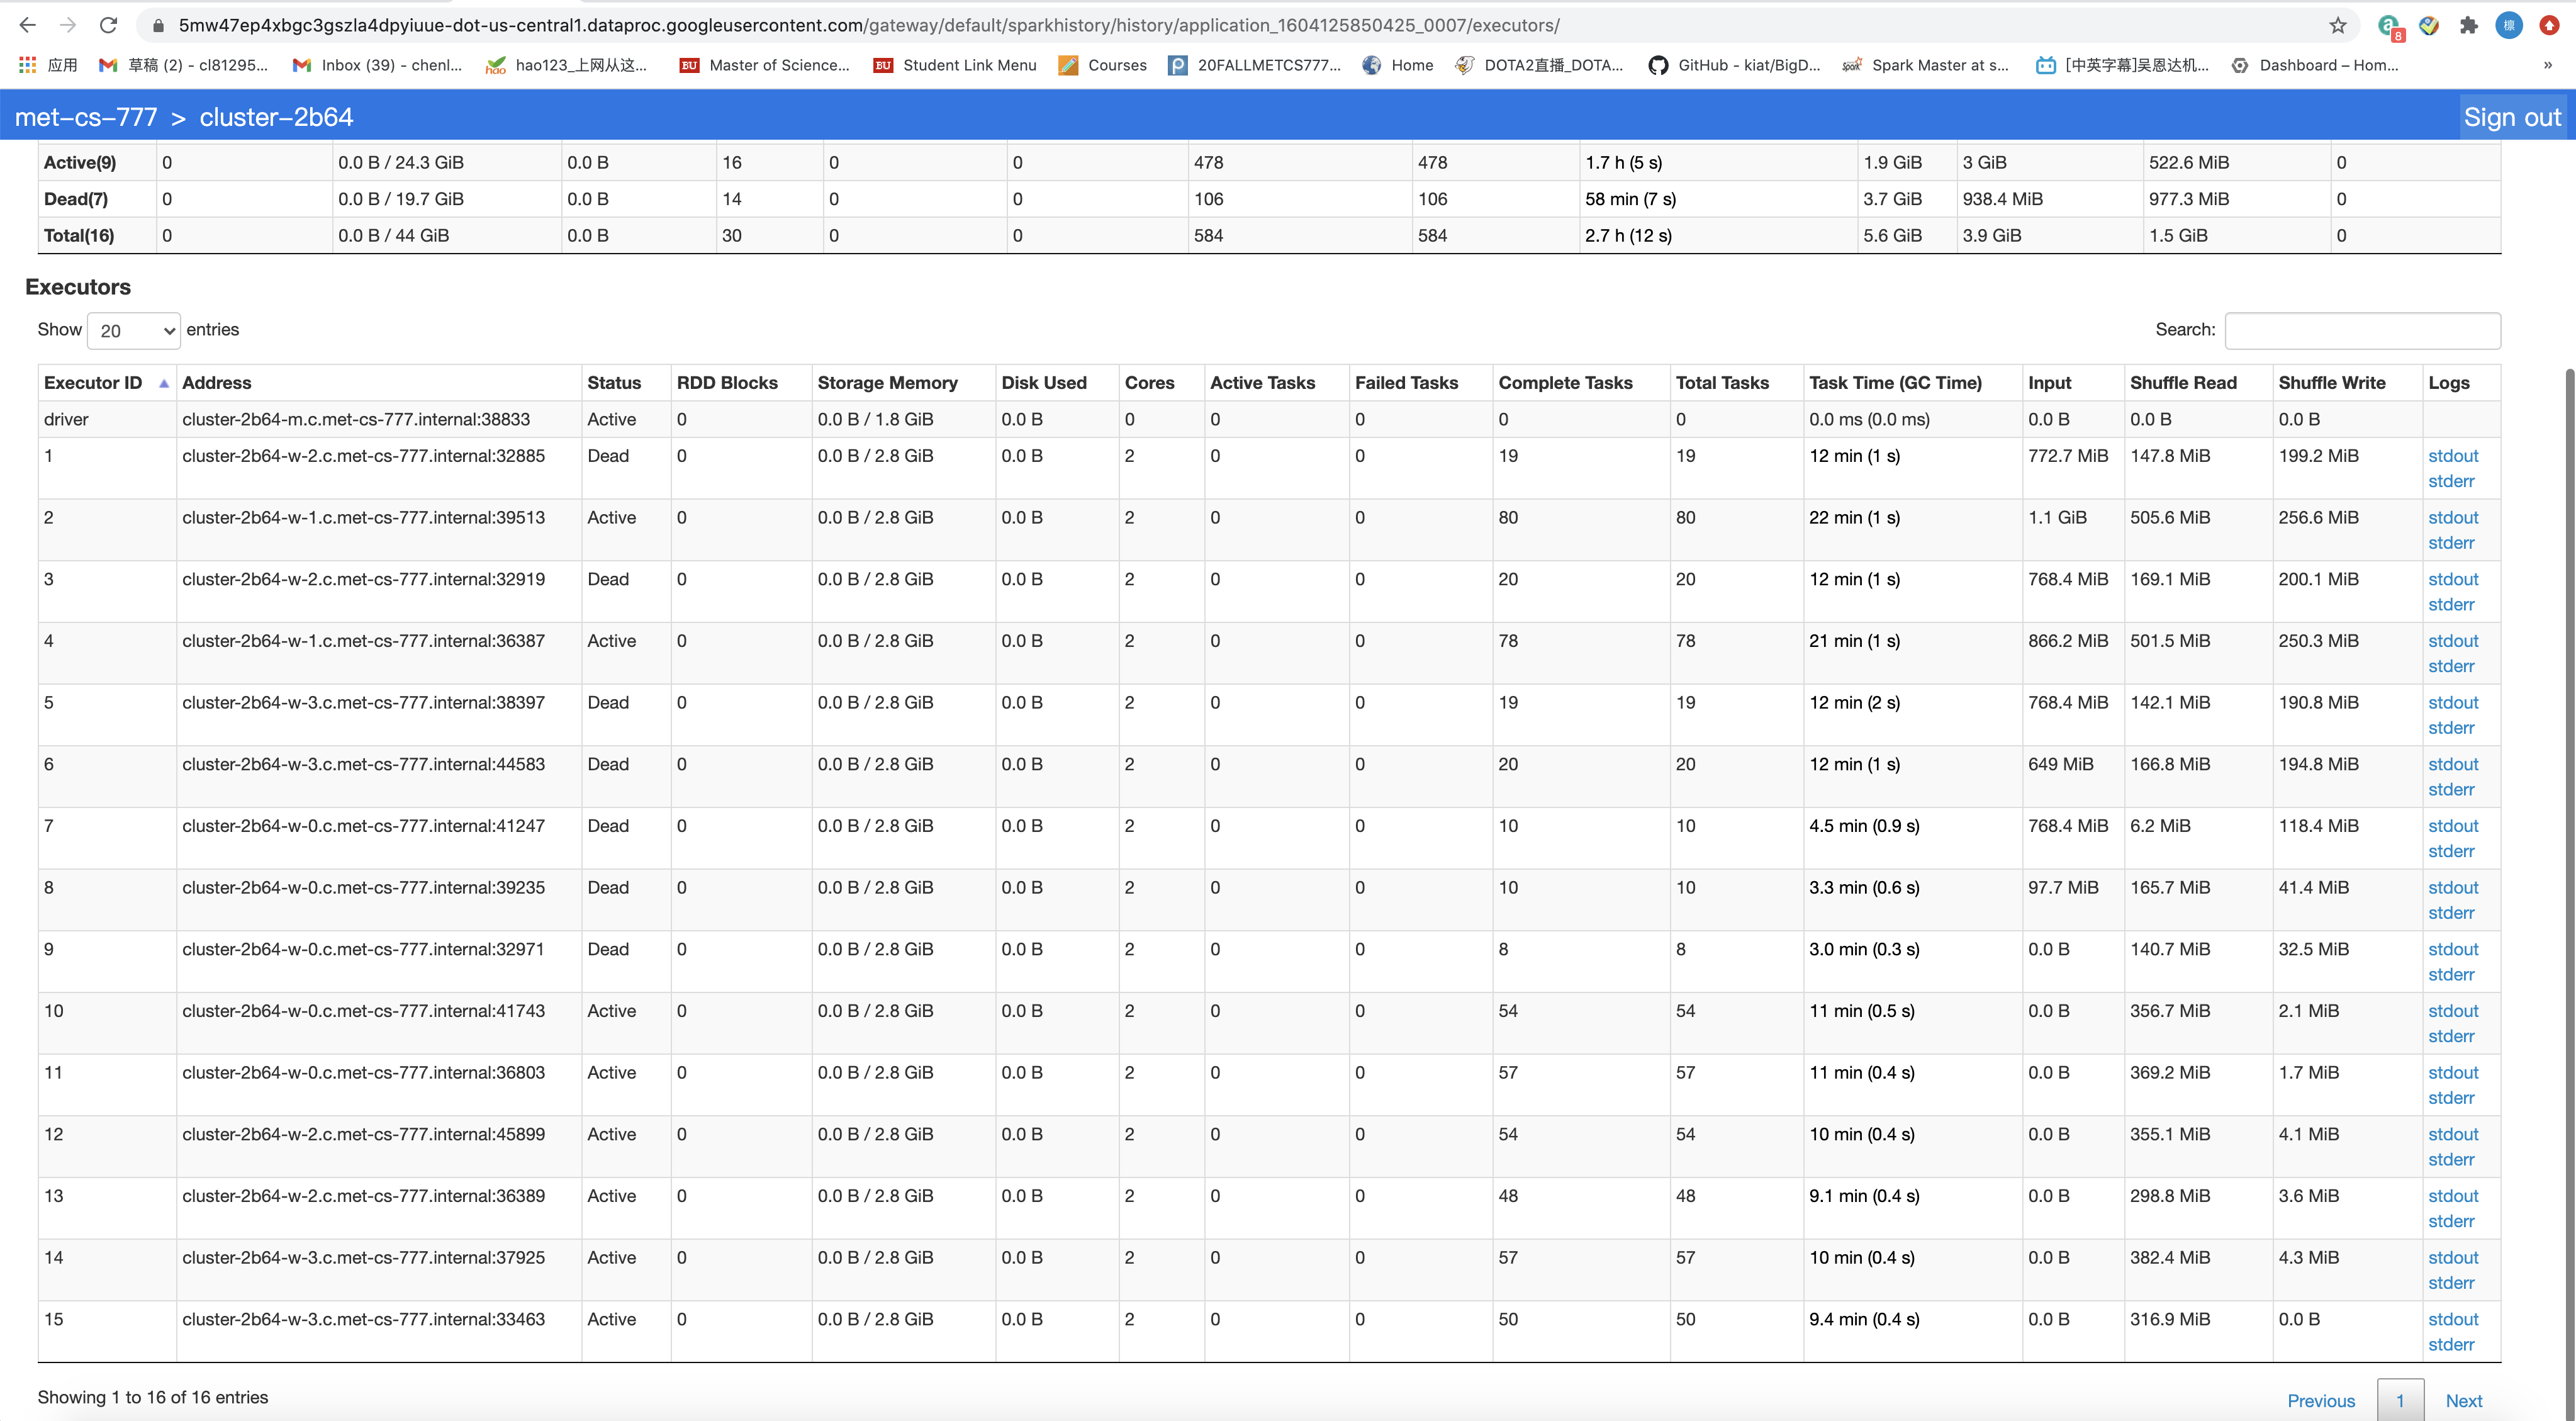 5mw47ep4xbgc3gszla4dpyiuue-dot-us-central1.dataproc.googleusercontent.com/gateway/default/sparkhistory/history/application_1604125850425_0007/executors/
8
应用 草稿 (2) - cl81295... Inbox (39) - chenl... hao123_上网从这... BU Master of Science... BU Student Link Menu Courses 20FALLMETCS777... Home DOTA2直播_DOTA... GitHub - kiat/BigD... Spark Master at s... [中英字幕]吴恩达机... Dashboard – Hom... »
met-cs-777 > cluster-2b64 Sign out
Active(9) 0 0.0 B / 24.3 GiB 0.0 B 16 0 0 478 478 1.7 h (5 s) 1.9 GiB 3 GiB 522.6 MiB 0
Dead(7) 0 0.0 B / 19.7 GiB 0.0 B 14 0 0 106 106 58 min (7 s) 3.7 GiB 938.4 MiB 977.3 MiB 0
Total(16) 0 0.0 B / 44 GiB 0.0 B 30 0 0 584 584 2.7 h (12 s) 5.6 GiB 3.9 GiB 1.5 GiB 0
Executors
Show 20 entries Search:
Executor ID Address Status RDD Blocks Storage Memory Disk Used Cores Active Tasks Failed Tasks Complete Tasks Total Tasks Task Time (GC Time) Input Shuffle Read Shuffle Write Logs
driver cluster-2b64-m.c.met-cs-777.internal:38833 Active 0 0.0 B / 1.8 GiB 0.0 B 0 0 0 0 0 0.0 ms (0.0 ms) 0.0 B 0.0 B 0.0 B
1 cluster-2b64-w-2.c.met-cs-777.internal:32885 Dead 0 0.0 B / 2.8 GiB 0.0 B 2 0 0 19 19 12 min (1 s) 772.7 MiB 147.8 MiB 199.2 MiB stdout
stderr
2 cluster-2b64-w-1.c.met-cs-777.internal:39513 Active 0 0.0 B / 2.8 GiB 0.0 B 2 0 0 80 80 22 min (1 s) 1.1 GiB 505.6 MiB 256.6 MiB stdout
stderr
3 cluster-2b64-w-2.c.met-cs-777.internal:32919 Dead 0 0.0 B / 2.8 GiB 0.0 B 2 0 0 20 20 12 min (1 s) 768.4 MiB 169.1 MiB 200.1 MiB stdout
stderr
4 cluster-2b64-w-1.c.met-cs-777.internal:36387 Active 0 0.0 B / 2.8 GiB 0.0 B 2 0 0 78 78 21 min (1 s) 866.2 MiB 501.5 MiB 250.3 MiB stdout
stderr
5 cluster-2b64-w-3.c.met-cs-777.internal:38397 Dead 0 0.0 B / 2.8 GiB 0.0 B 2 0 0 19 19 12 min (2 s) 768.4 MiB 142.1 MiB 190.8 MiB stdout
stderr
6 cluster-2b64-w-3.c.met-cs-777.internal:44583 Dead 0 0.0 B / 2.8 GiB 0.0 B 2 0 0 20 20 12 min (1 s) 649 MiB 166.8 MiB 194.8 MiB stdout
stderr
7 cluster-2b64-w-0.c.met-cs-777.internal:41247 Dead 0 0.0 B / 2.8 GiB 0.0 B 2 0 0 10 10 4.5 min (0.9 s) 768.4 MiB 6.2 MiB 118.4 MiB stdout
stderr
8 cluster-2b64-w-0.c.met-cs-777.internal:39235 Dead 0 0.0 B / 2.8 GiB 0.0 B 2 0 0 10 10 3.3 min (0.6 s) 97.7 MiB 165.7 MiB 41.4 MiB stdout
stderr
9 cluster-2b64-w-0.c.met-cs-777.internal:32971 Dead 0 0.0 B / 2.8 GiB 0.0 B 2 0 0 8 8 3.0 min (0.3 s) 0.0 B 140.7 MiB 32.5 MiB stdout
stderr
10 cluster-2b64-w-0.c.met-cs-777.internal:41743 Active 0 0.0 B / 2.8 GiB 0.0 B 2 0 0 54 54 11 min (0.5 s) 0.0 B 356.7 MiB 2.1 MiB stdout
stderr
11 cluster-2b64-w-0.c.met-cs-777.internal:36803 Active 0 0.0 B / 2.8 GiB 0.0 B 2 0 0 57 57 11 min (0.4 s) 0.0 B 369.2 MiB 1.7 MiB stdout
stderr
12 cluster-2b64-w-2.c.met-cs-777.internal:45899 Active 0 0.0 B / 2.8 GiB 0.0 B 2 0 0 54 54 10 min (0.4 s) 0.0 B 355.1 MiB 4.1 MiB stdout
stderr
13 cluster-2b64-w-2.c.met-cs-777.internal:36389 Active 0 0.0 B / 2.8 GiB 0.0 B 2 0 0 48 48 9.1 min (0.4 s) 0.0 B 298.8 MiB 3.6 MiB stdout
stderr
14 cluster-2b64-w-3.c.met-cs-777.internal:37925 Active 0 0.0 B / 2.8 GiB 0.0 B 2 0 0 57 57 10 min (0.4 s) 0.0 B 382.4 MiB 4.3 MiB stdout
stderr
15 cluster-2b64-w-3.c.met-cs-777.internal:33463 Active 0 0.0 B / 2.8 GiB 0.0 B 2 0 0 50 50 9.4 min (0.4 s) 0.0 B 316.9 MiB 0.0 B stdout
stderr
Showing 1 to 16 of 16 entries Previous 1 Next